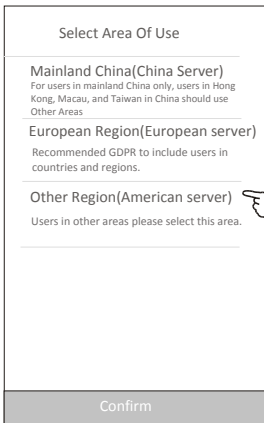 Select Area Of Use
Mainland China(China Server)
For users in mainland China only, users in Hong
Kong, Macau, and Taiwan in China should use
Other Areas
European Region(European server)
Recommended GDPR to include users in
countries and regions.
Other Region(American server)
Users in other areas please select this area.
Confirm